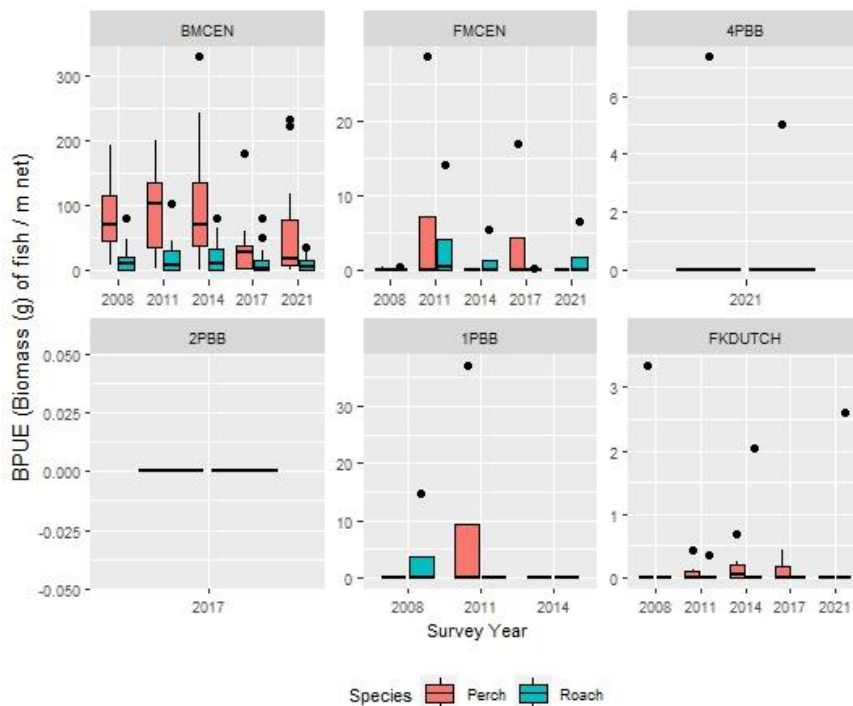 BMCEN
FMCEN
4PBB
300
200
100
0
20
10
0
6
4
2
0
2008 2011 2014 2017 2021
2008 2011 2014 2017 2021
2021
2PBB
1PBB
FKDUTCH
0.050
0.025
0.000
-0.025
-0.050
30
20
10
0
3
2
1
0
2017
2008 2011 2014
2008 2011 2014 2017 2021
BPUE (Biomass (g) of fish / m net)
Survey Year
Species Perch Roach